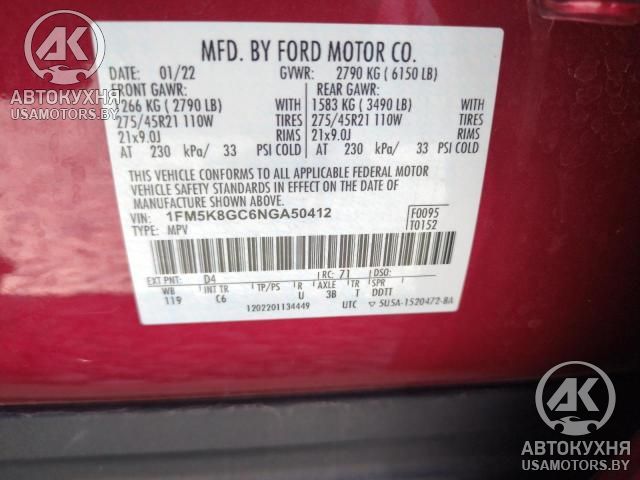 AK
АВТОКУХНЯ
USAMOTORS.BY
MFD. BY FORD MOTOR CO.
DATE: 01/22 GVWR: 2790 KG ( 6150 LB)
FRONT GAWR: REAR GAWR:
1266 KG ( 2790 LB) WITH 1583 KG ( 3490 LB) WITH
275/45R21 110W TIRES 275/45R21 110W TIRES
21x9.0J RIMS 21x9.0J RIMS
AT 230 kPa/ 33 PSI COLD AT 230 kPa/ 33 PSI COLD
THIS VEHICLE CONFORMS TO ALL APPLICABLE FEDERAL MOTOR
VEHICLE SAFETY STANDARDS IN EFFECT ON THE DATE OF
MANUFACTURE SHOWN ABOVE.
VIN: 1FM5K8GC6NGA50412 F0095
TYPE: MPV T0152
EXT PNT: D4 RC: 71 DSO:
WB INT TR TP/PS R AXLE TR SPR
119 C6 U 3B T DDTT
1202201134449 UTC ▽ 5USA-1520472-BA
AK
АВТОКУХНЯ
USAMOTORS.BY